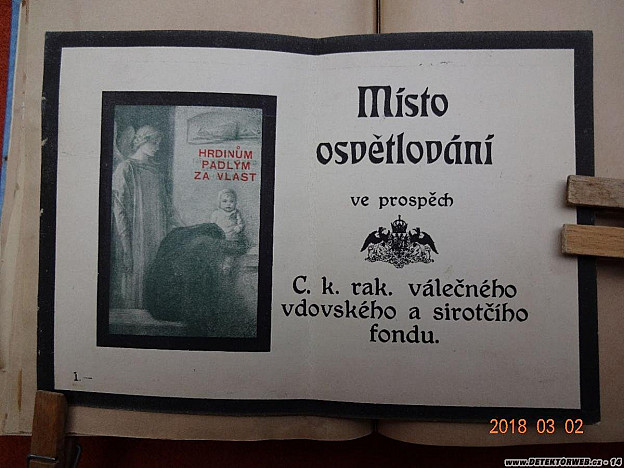 HRDINŮM
PADLÝM
ZA VLAST
Místo
osvětlování
ve prospěch
C. k. rak. válečného
vdovského a sirotčího
fondu.
1.—
2018 03 02
www.DETEKTORWEB.cz - 14